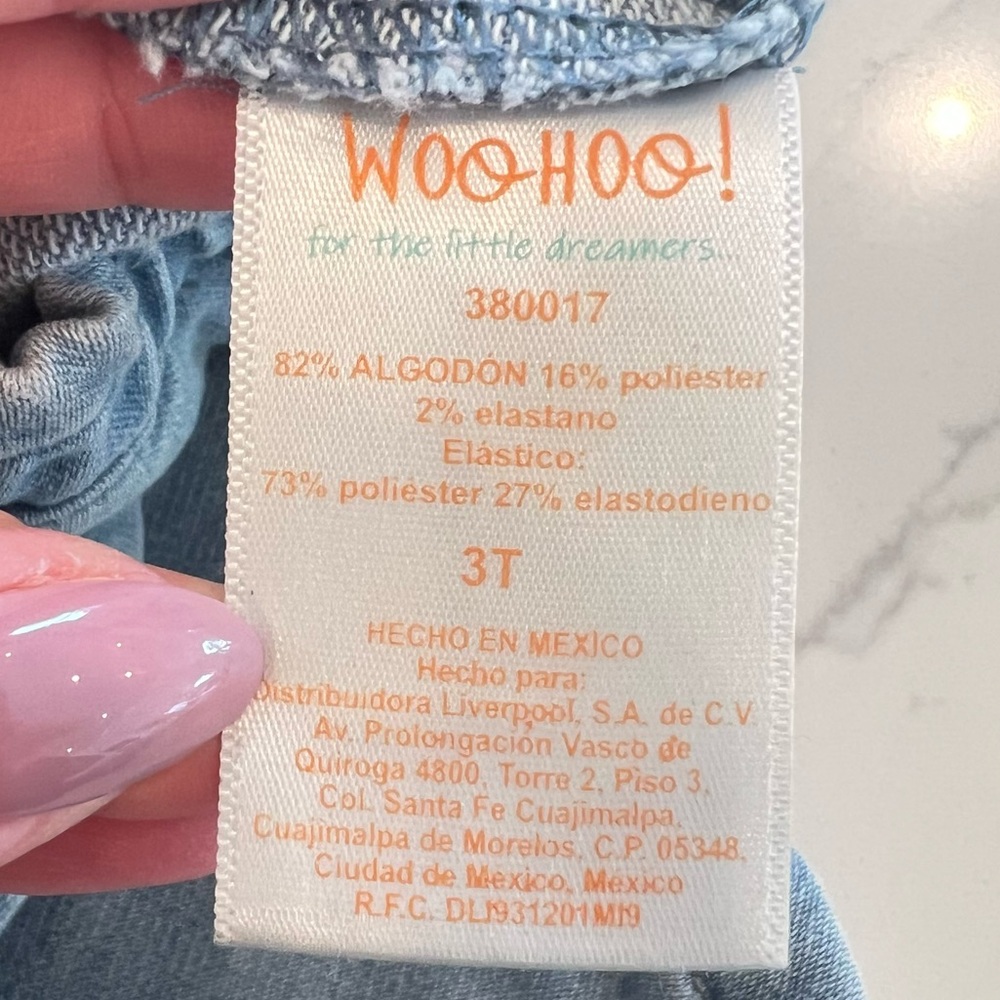 WOOHOO!
for the little dreamers...
380017
82% ALGODÓN 16% poliéster
2% elastano
Elástico:
73% poliéster 27% elastodieno
3T
HECHO EN MEXICO
Hecho para:
Distribuidora Liverpool, S.A. de C.V
Av. Prolongación Vasco de
Quiroga 4800, Torre 2, Piso 3,
Col. Santa Fe Cuajimalpa,
Cuajimalpa de Morelos, C.P. 05348,
Ciudad de Mexico, Mexico
R.F.C. DLI931201MI9